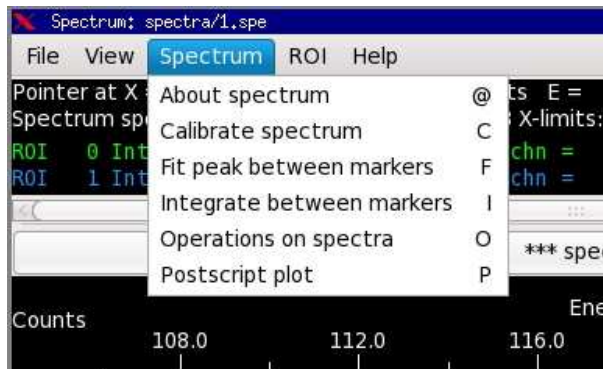 Spectrum: spectra/1.spe
File View Spectrum ROI Help
Pointer at X ts E =
Spectrum X-limits:
ROI 0 Int chn =
ROI 1 Int chn =
About spectrum @
Calibrate spectrum C
Fit peak between markers F
Integrate between markers I
Operations on spectra O
Postscript plot P
*** spe
Ene
Counts
108.0 112.0 116.0